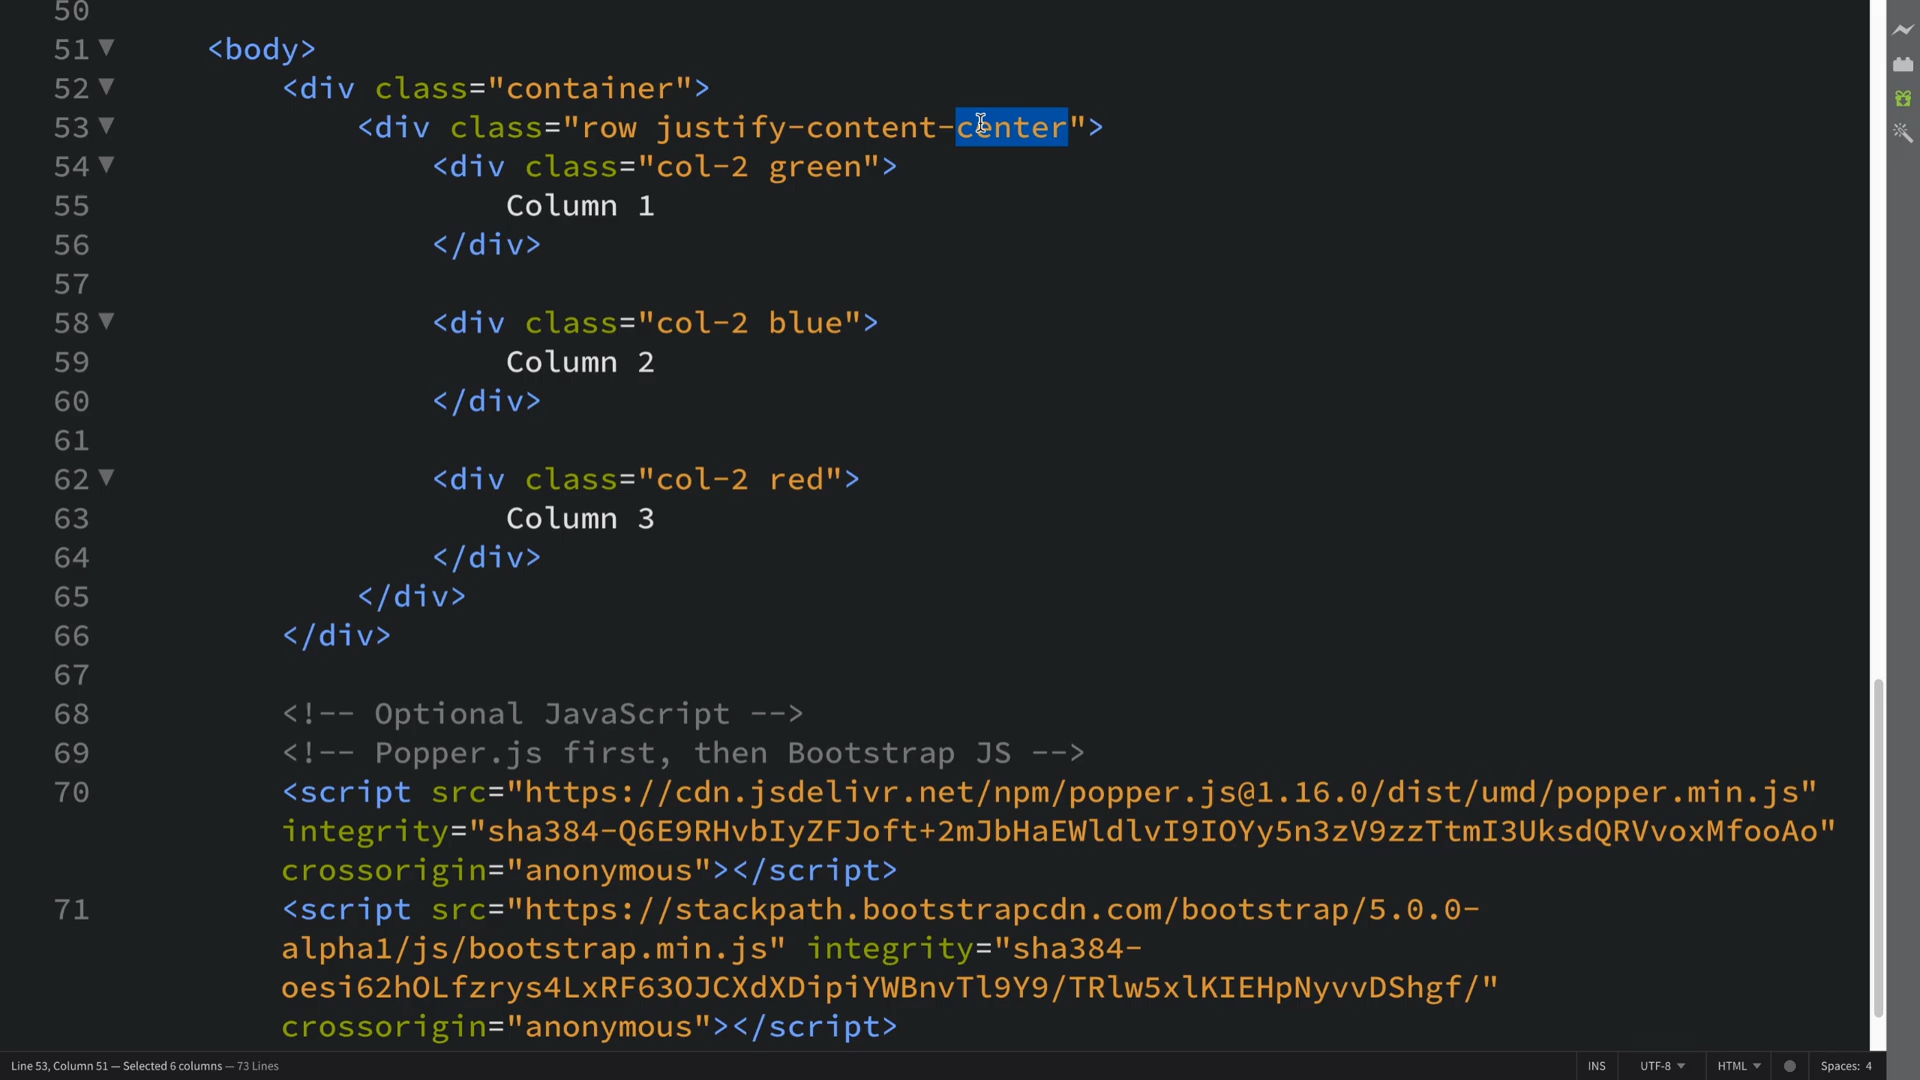 50
51 <body>
52 <div class="container">
53 <div class="row justify-content-center">
54 <div class="col-2 green">
55 Column 1
56 </div>
57
58 <div class="col-2 blue">
59 Column 2
60 </div>
61
62 <div class="col-2 red">
63 Column 3
64 </div>
65 </div>
66 </div>
67
68 <!-- Optional JavaScript -->
69 <!-- Popper.js first, then Bootstrap JS -->
70 <script src="https://cdn.jsdelivr.net/npm/popper.js@1.16.0/dist/umd/popper.min.js"
integrity="sha384-Q6E9RHvbIyZFJoft+2mJbHaEWldlvI9IOYy5n3zV9zzTtmI3UksdQRVvoxMfooAo"
crossorigin="anonymous"></script>
71 <script src="https://stackpath.bootstrapcdn.com/bootstrap/5.0.0-
alpha1/js/bootstrap.min.js" integrity="sha384-
oesi62hOLfzrys4LxRF63OJCXdXDipiYWBnvTl9Y9/TRlw5xlKIEHpNyvvDShgf/"
crossorigin="anonymous"></script>
Line 53, Column 51 — Selected 6 columns — 73 Lines
INS UTF-8 HTML Spaces: 4